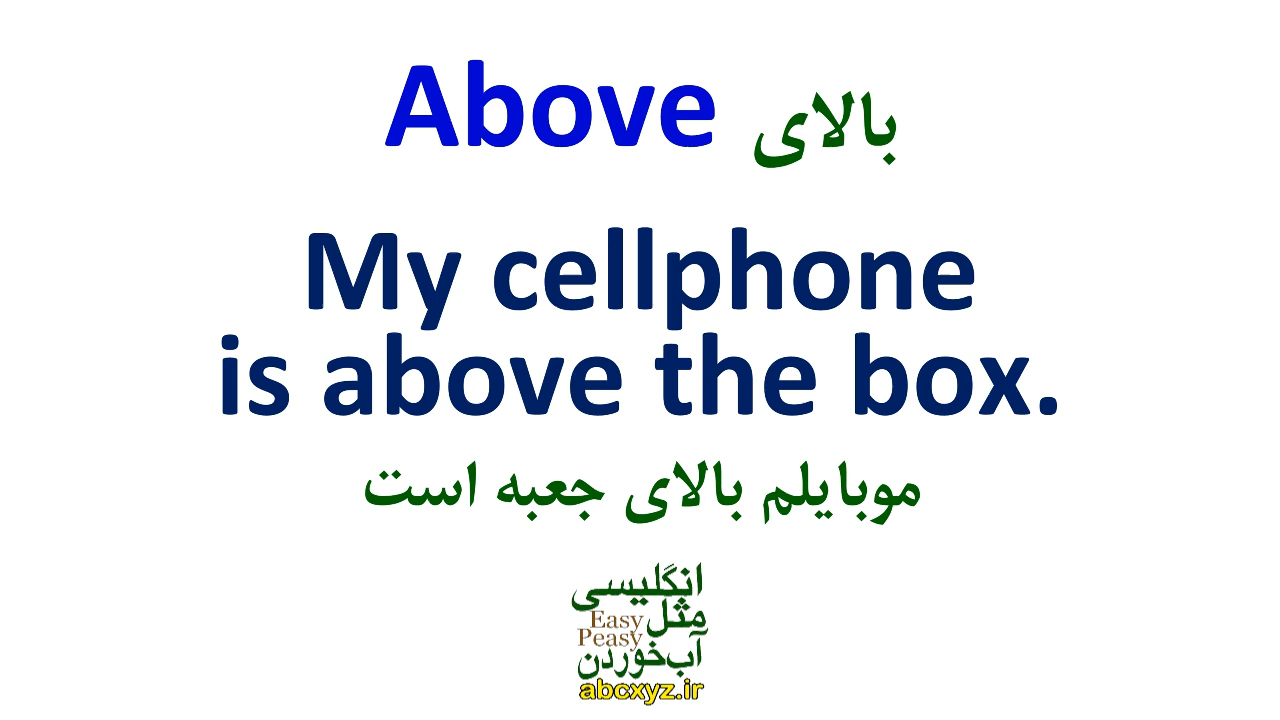 Above بالای
My cellphone
is above the box.
موبایلم بالای جعبه است
انگلیسی
مثل
Easy
Peasy
آب‌خوردن
abcxyz.ir